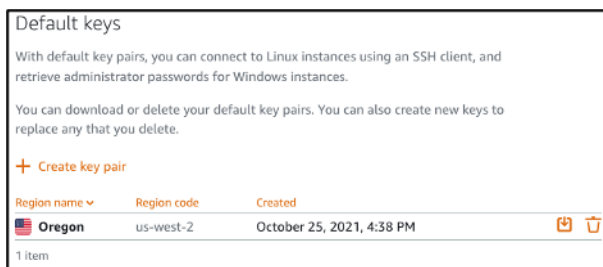 Default keys
With default key pairs, you can connect to Linux instances using an SSH client, and
retrieve administrator passwords for Windows instances.
You can download or delete your default key pairs. You can also create new keys to
replace any that you delete.
+ Create key pair
Region name Region code Created
Oregon us-west-2 October 25, 2021, 4:38 PM
1 item